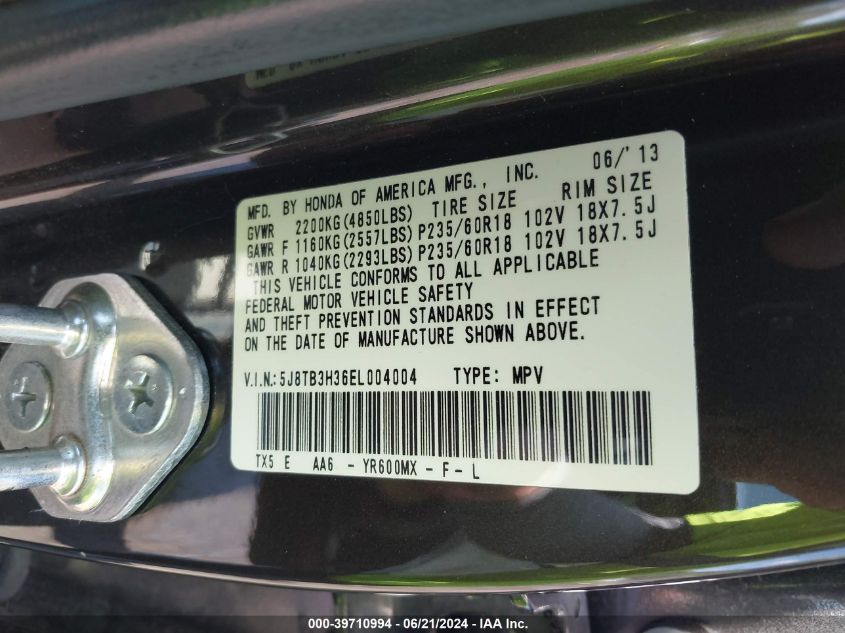 MFD. BY HONDA OF AMERICA MFG., INC. 06/'13
GVWR 2200KG(4850LBS) TIRE SIZE RIM SIZE
GAWR F 1160KG(2557LBS) P235/60R18 102V 18X7.5J
GAWR R 1040KG(2293LBS) P235/60R18 102V 18X7.5J
THIS VEHICLE CONFORMS TO ALL APPLICABLE
FEDERAL MOTOR VEHICLE SAFETY
AND THEFT PREVENTION STANDARDS IN EFFECT
ON THE DATE OF MANUFACTURE SHOWN ABOVE.
V.I.N.:5J8TB3H36EL004004 TYPE: MPV
TX5 E AA6 - YR600MX - F - L
000-39710994 / 06/21/2024 / IAA Inc.